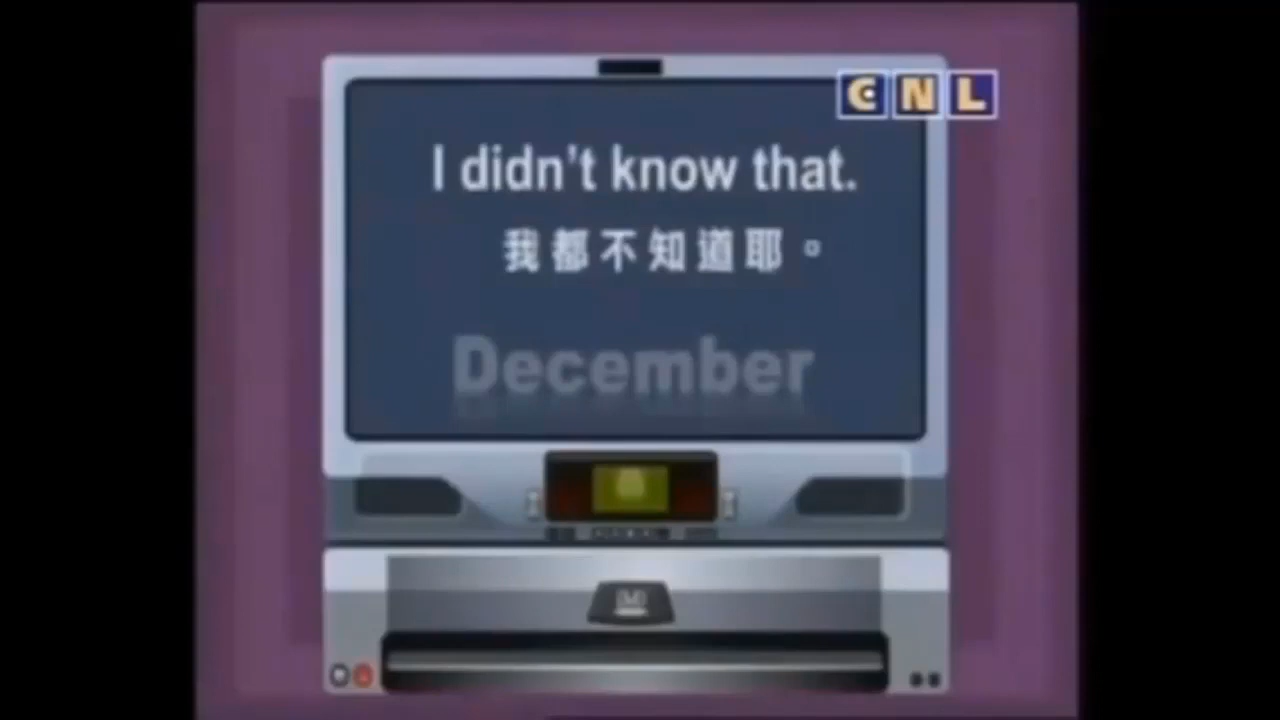 CNL
I didn't know that.
我都不知道耶。
December